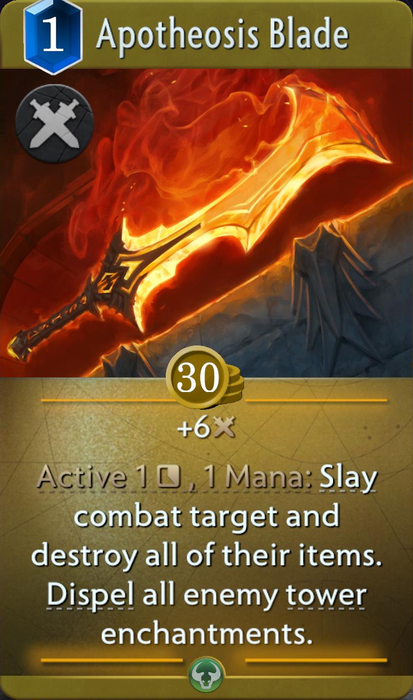 1 Apotheosis Blade
30
+6
Active 1 , 1 Mana: Slay
combat target and
destroy all of their items.
Dispel all enemy tower
enchantments.